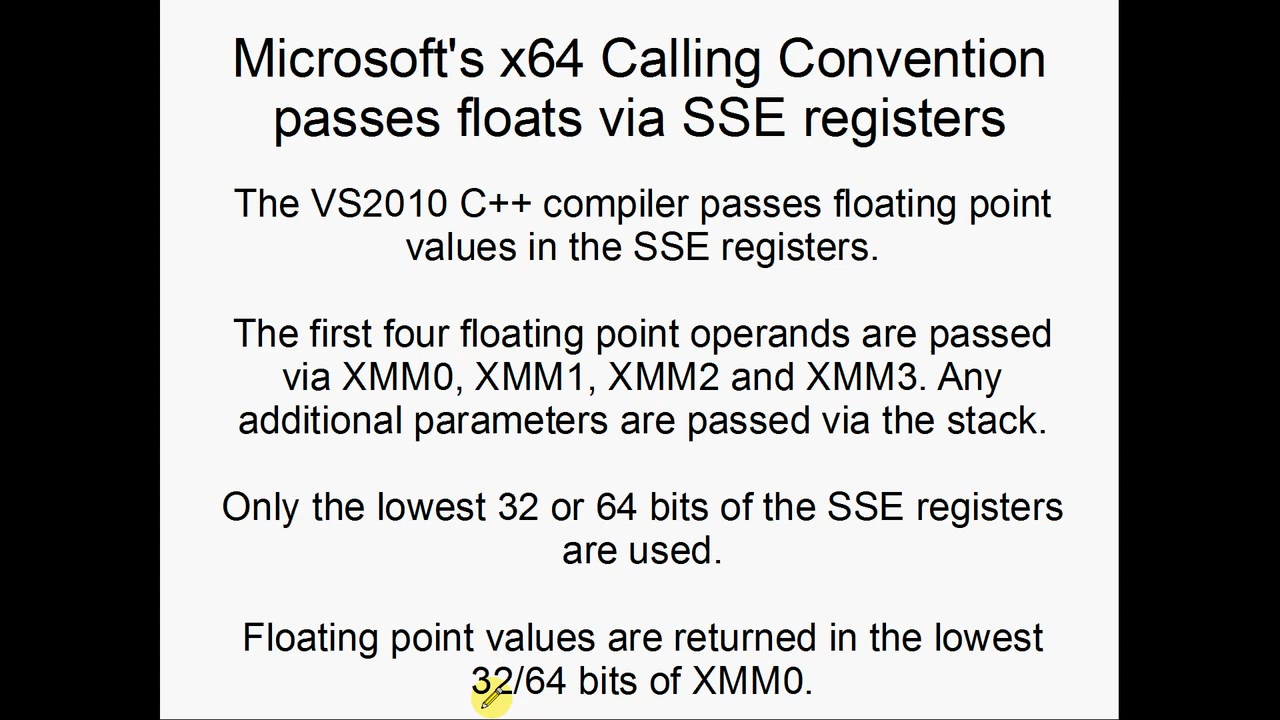 Microsoft's x64 Calling Convention
passes floats via SSE registers
The VS2010 C++ compiler passes floating point
values in the SSE registers.
The first four floating point operands are passed
via XMM0, XMM1, XMM2 and XMM3. Any
additional parameters are passed via the stack.
Only the lowest 32 or 64 bits of the SSE registers
are used.
Floating point values are returned in the lowest
32/64 bits of XMM0.